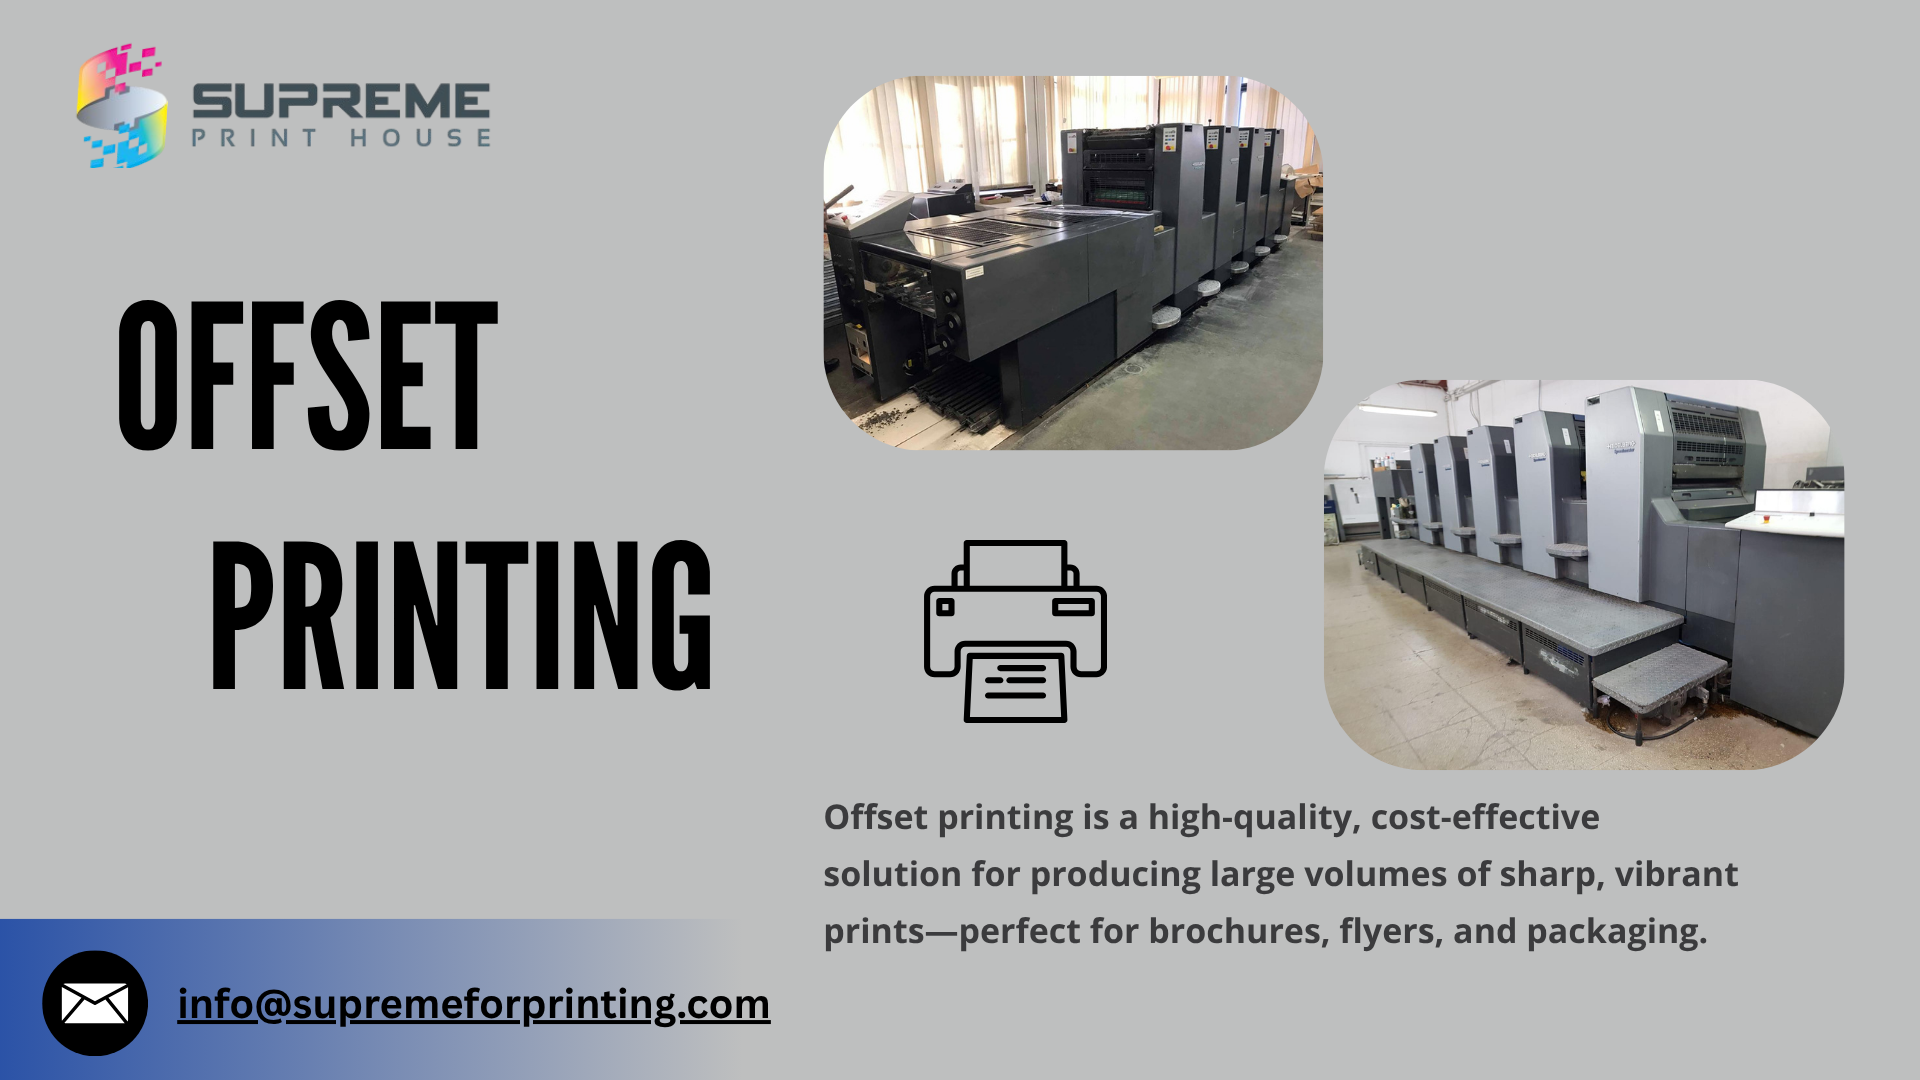 SUPREME
PRINT HOUSE
OFFSET
PRINTING
Offset printing is a high-quality, cost-effective
solution for producing large volumes of sharp, vibrant
prints—perfect for brochures, flyers, and packaging.
info@supremeforprinting.com